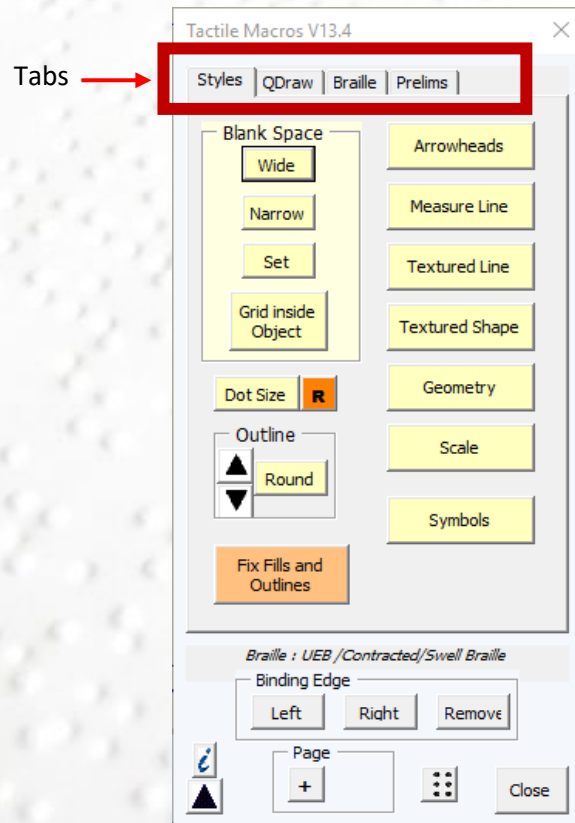 Tactile Macros V13.4
Tabs
Styles QDraw Braille Prelims
Blank Space
Wide
Narrow
Set
Grid inside
Object
Arrowheads
Measure Line
Textured Line
Textured Shape
Dot Size R
Geometry
Outline
Round
Scale
Symbols
Fix Fills and
Outlines
Braille : UEB /Contracted/Swell Braille
Binding Edge
Left Right Remove
i
Page
+
Close